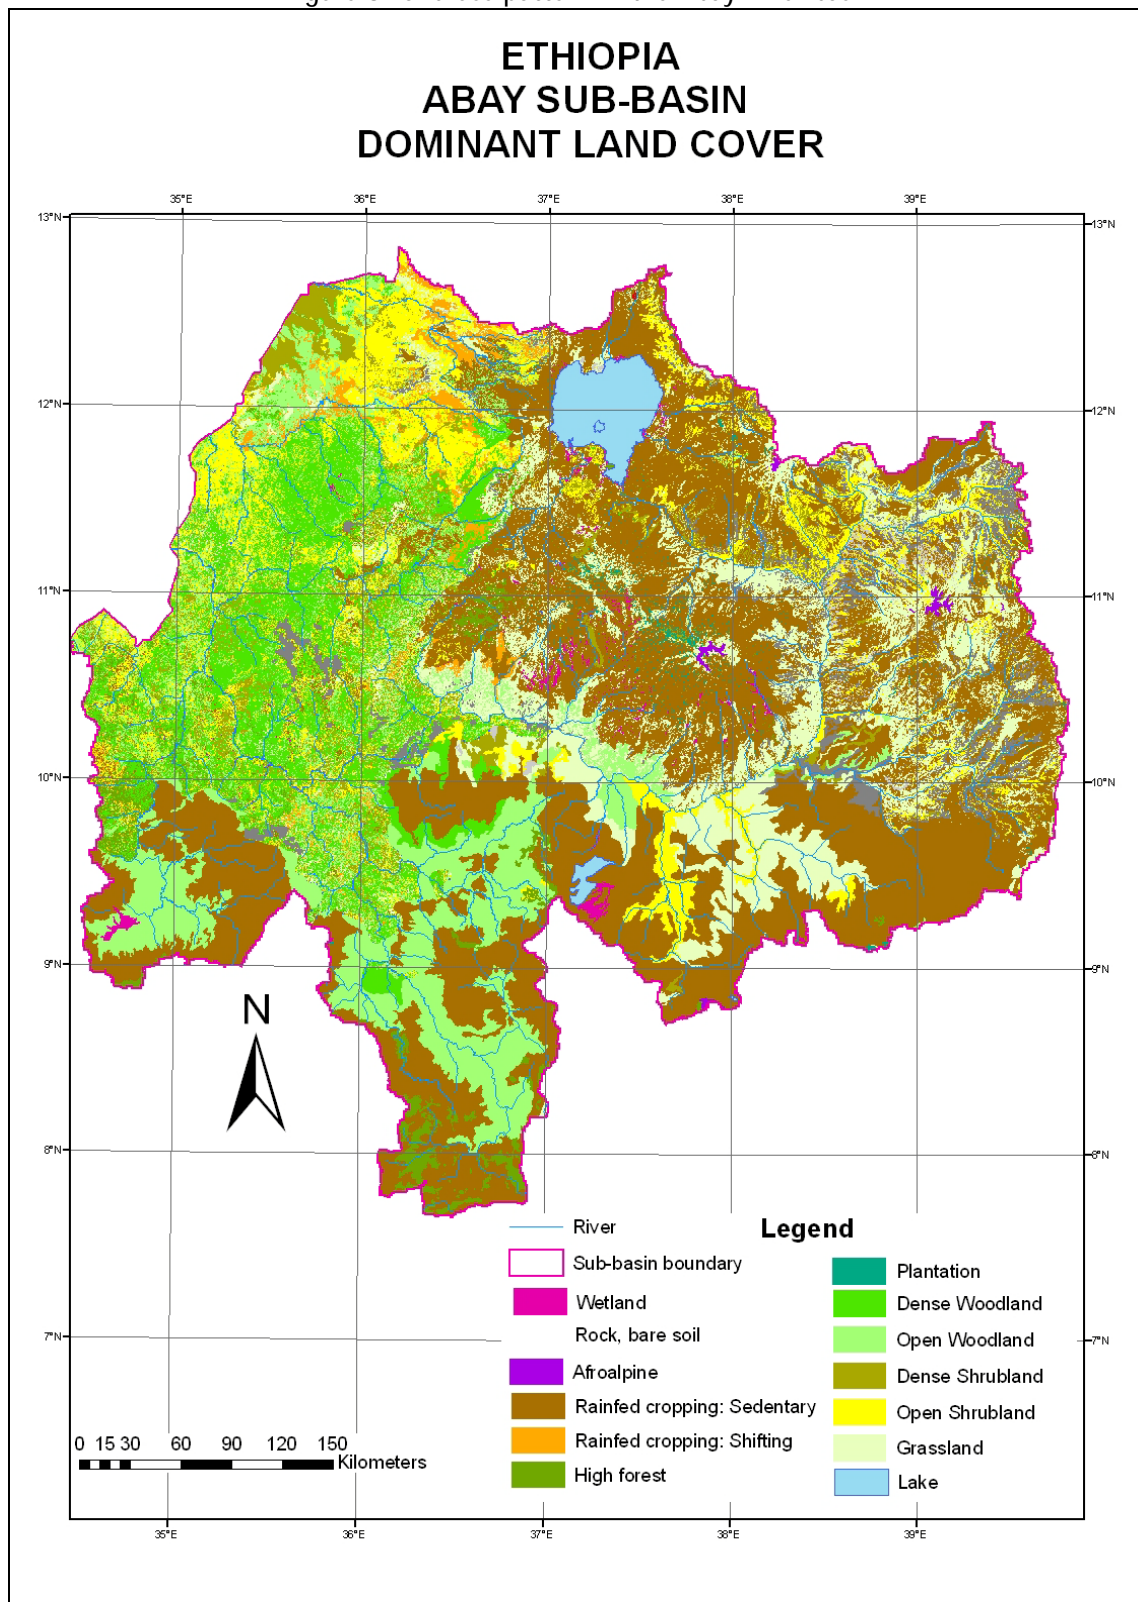 ETHIOPIA
ABAY SUB-BASIN
DOMINANT LAND COVER
35°E 36°E 37°E 38°E 39°E
13°N 13°N
12°N 12°N
11°N 11°N
10°N 10°N
9°N 9°N
N
8°N 8°N
7°N 7°N
Legend
River
Sub-basin boundary
Wetland
Rock, bare soil
Afroalpine
Rainfed cropping: Sedentary
Rainfed cropping: Shifting
High forest
Plantation
Dense Woodland
Open Woodland
Dense Shrubland
Open Shrubland
Grassland
Lake
0 15 30 60 90 120 150
Kilometers
35°E 36°E 37°E 38°E 39°E